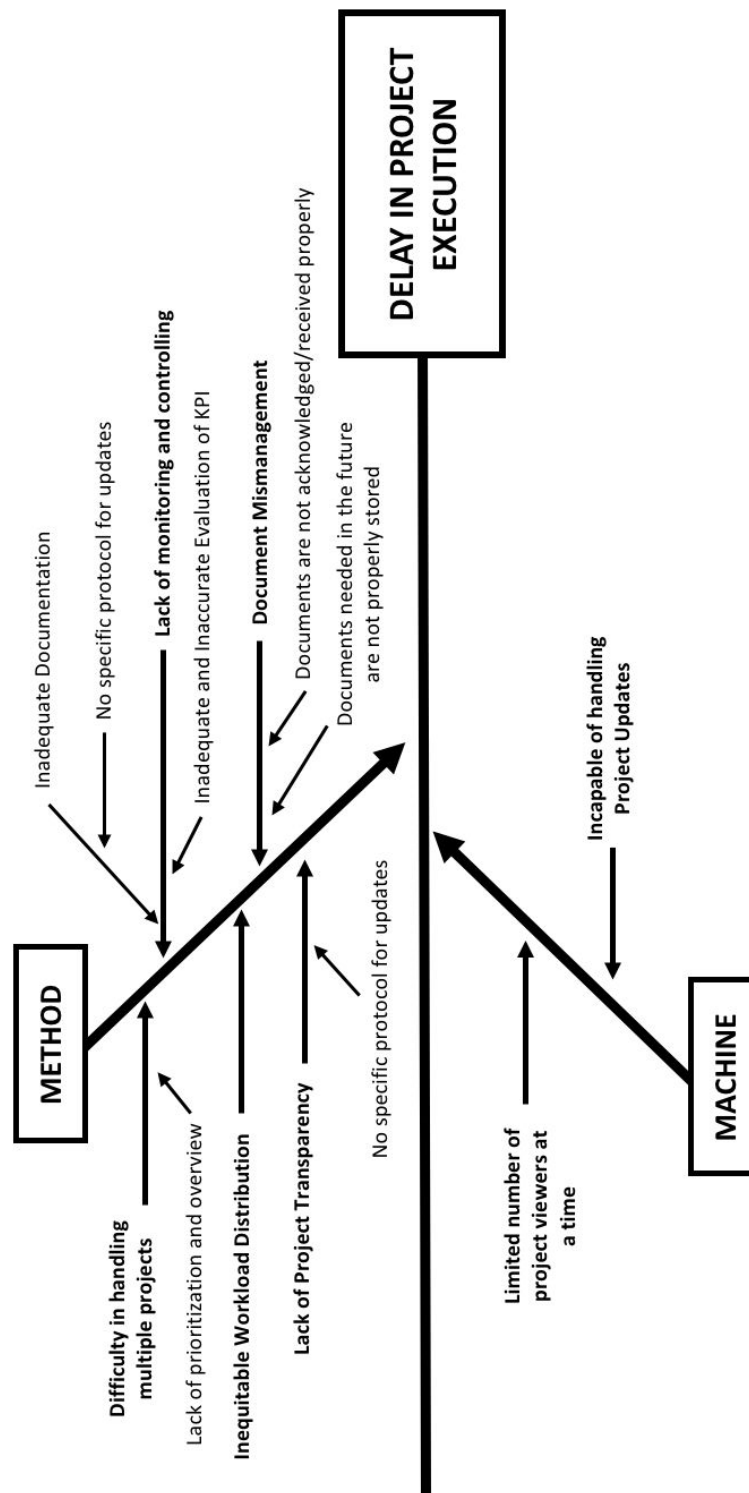 METHOD
Inadequate Documentation
No specific protocol for updates
Difficulty in handling
multiple projects
Lack of monitoring and controlling
Lack of prioritization and overview
Inadequate and Inaccurate Evaluation of KPI
Inequitable Workload Distribution
Document Mismanagement
Documents are not acknowledged/received properly
Lack of Project Transparency
Documents needed in the future
are not properly stored
No specific protocol for updates
DELAY IN PROJECT
EXECUTION
Limited number of
project viewers at
a time
Incapable of handling
Project Updates
MACHINE